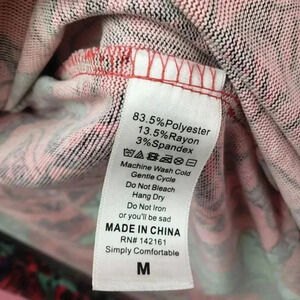 83.5%Polyester
13.5%Rayon
3%Spandex
Machine Wash Cold
Gentle Cycle
Do Not Bleach
Hang Dry
Do Not Iron
or you'll be sad
MADE IN CHINA
RN# 142161
Simply Comfortable
M